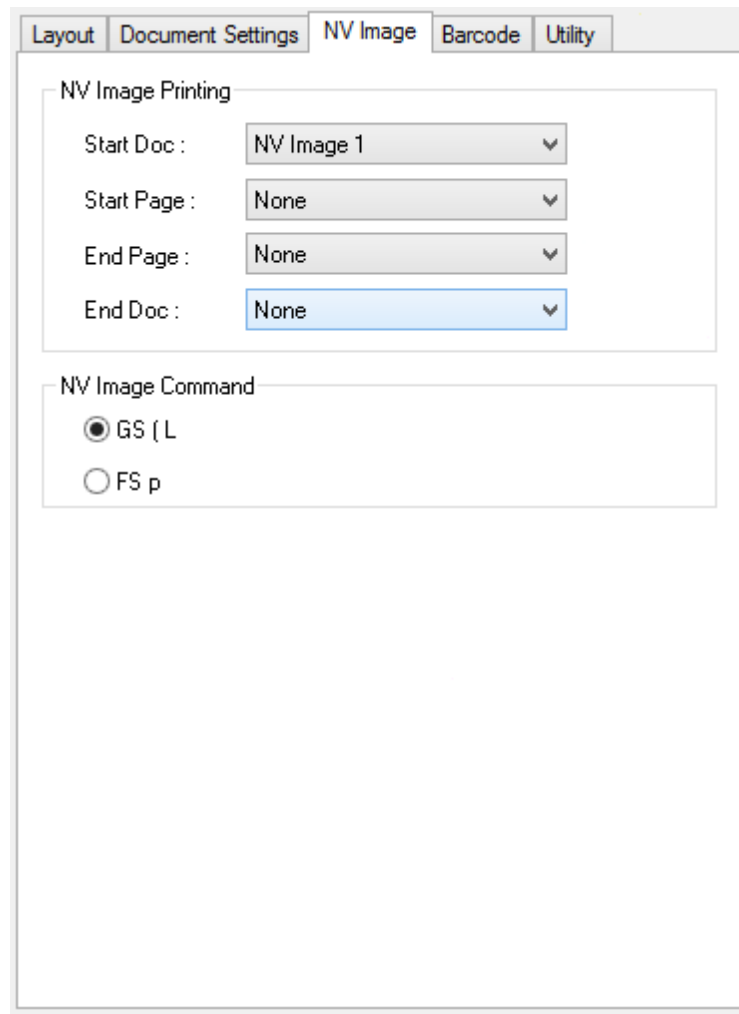 Layout Document Settings NV Image Barcode Utility
NV Image Printing
Start Doc : NV Image 1
Start Page : None
End Page : None
End Doc : None
NV Image Command
GS ( L
FS p